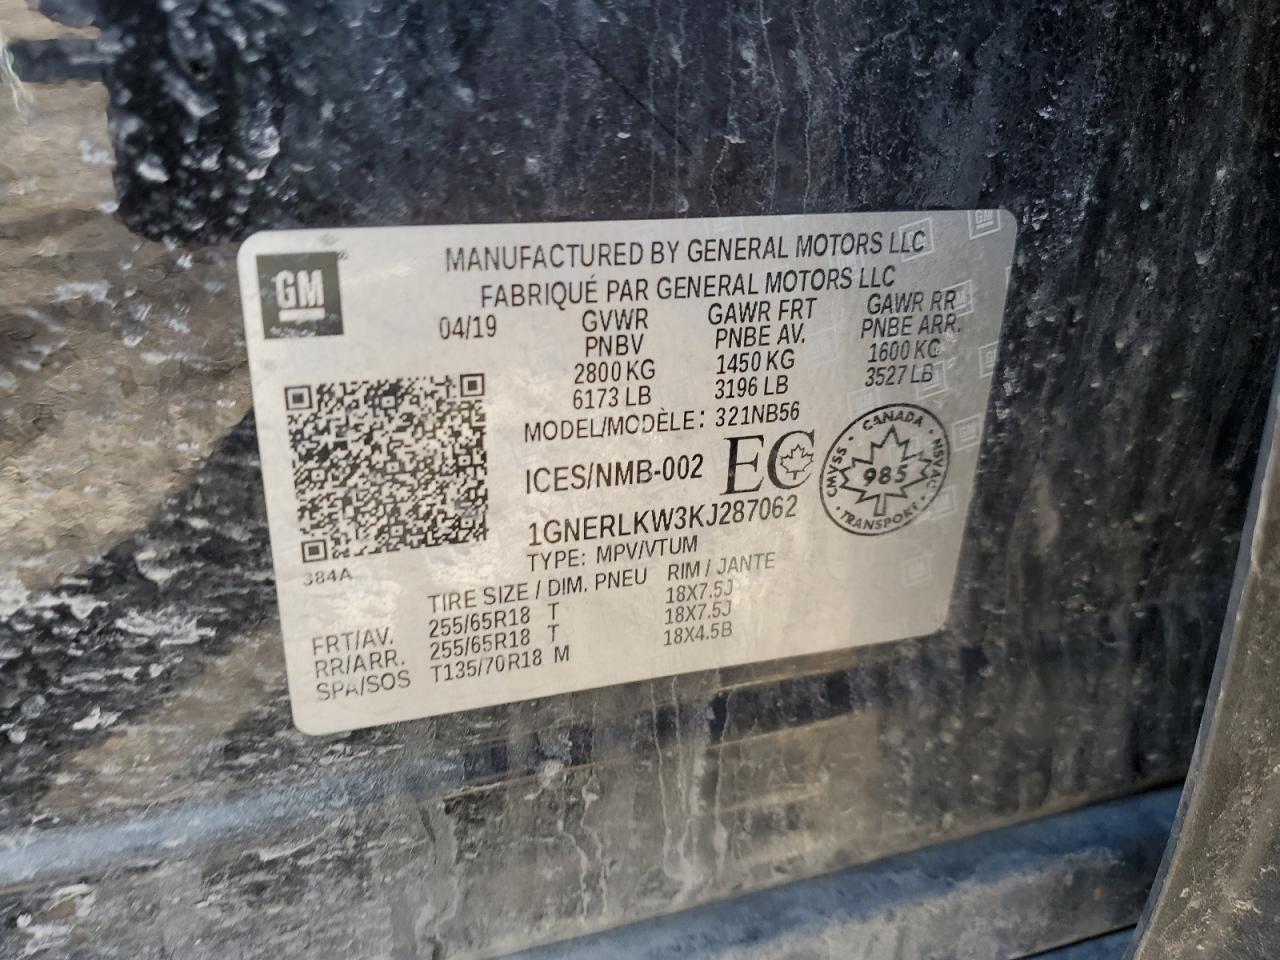 GM
MANUFACTURED BY GENERAL MOTORS LLC
FABRIQUÉ PAR GENERAL MOTORS LLC
04/19 GVWR GAWR FRT GAWR RR
PNBV PNBE AV. PNBE ARR.
2800 KG 1450 KG 1600 KG
6173 LB 3196 LB 3527 LB
MODEL/MODÈLE: 321NB56
ICES/NMB-002 EC
CANADA
CMVSS 985 NSVAC
TRANSPORT
1GNERLKW3KJ287062
TYPE: MPV/VTUM
384A
TIRE SIZE / DIM. PNEU RIM / JANTE
FRT/AV. 255/65R18 T 18X7.5J
RR/ARR. 255/65R18 T 18X7.5J
SPA/SOS T135/70R18 M 18X4.5B